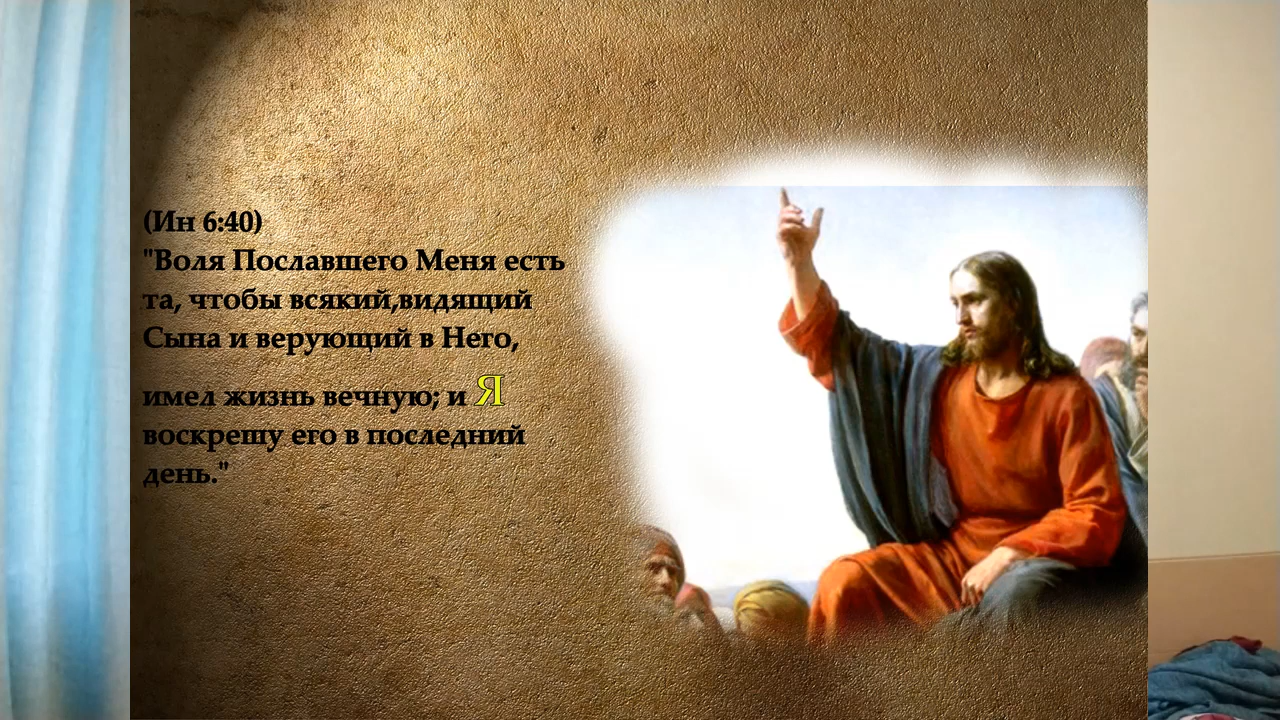 (Ин 6:40)
"Воля Пославшего Меня есть
та, чтобы всякий,видящий
Сына и верующий в Него,
имел жизнь вечную; и Я
воскрешу его в последний
день."